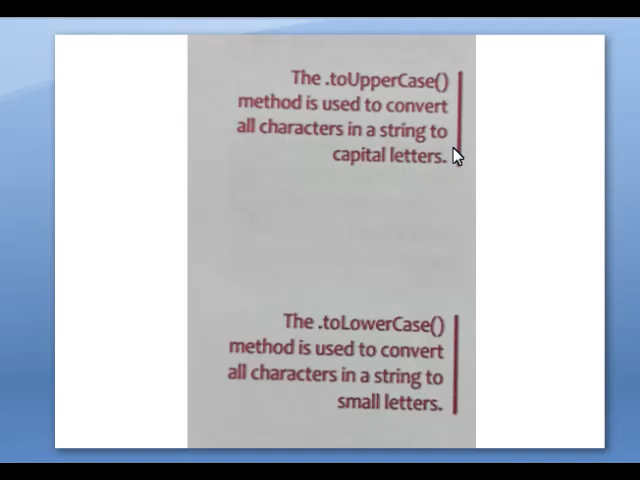 The .toUpperCase()
method is used to convert
all characters in a string to
capital letters.
The .toLowerCase()
method is used to convert
all characters in a string to
small letters.